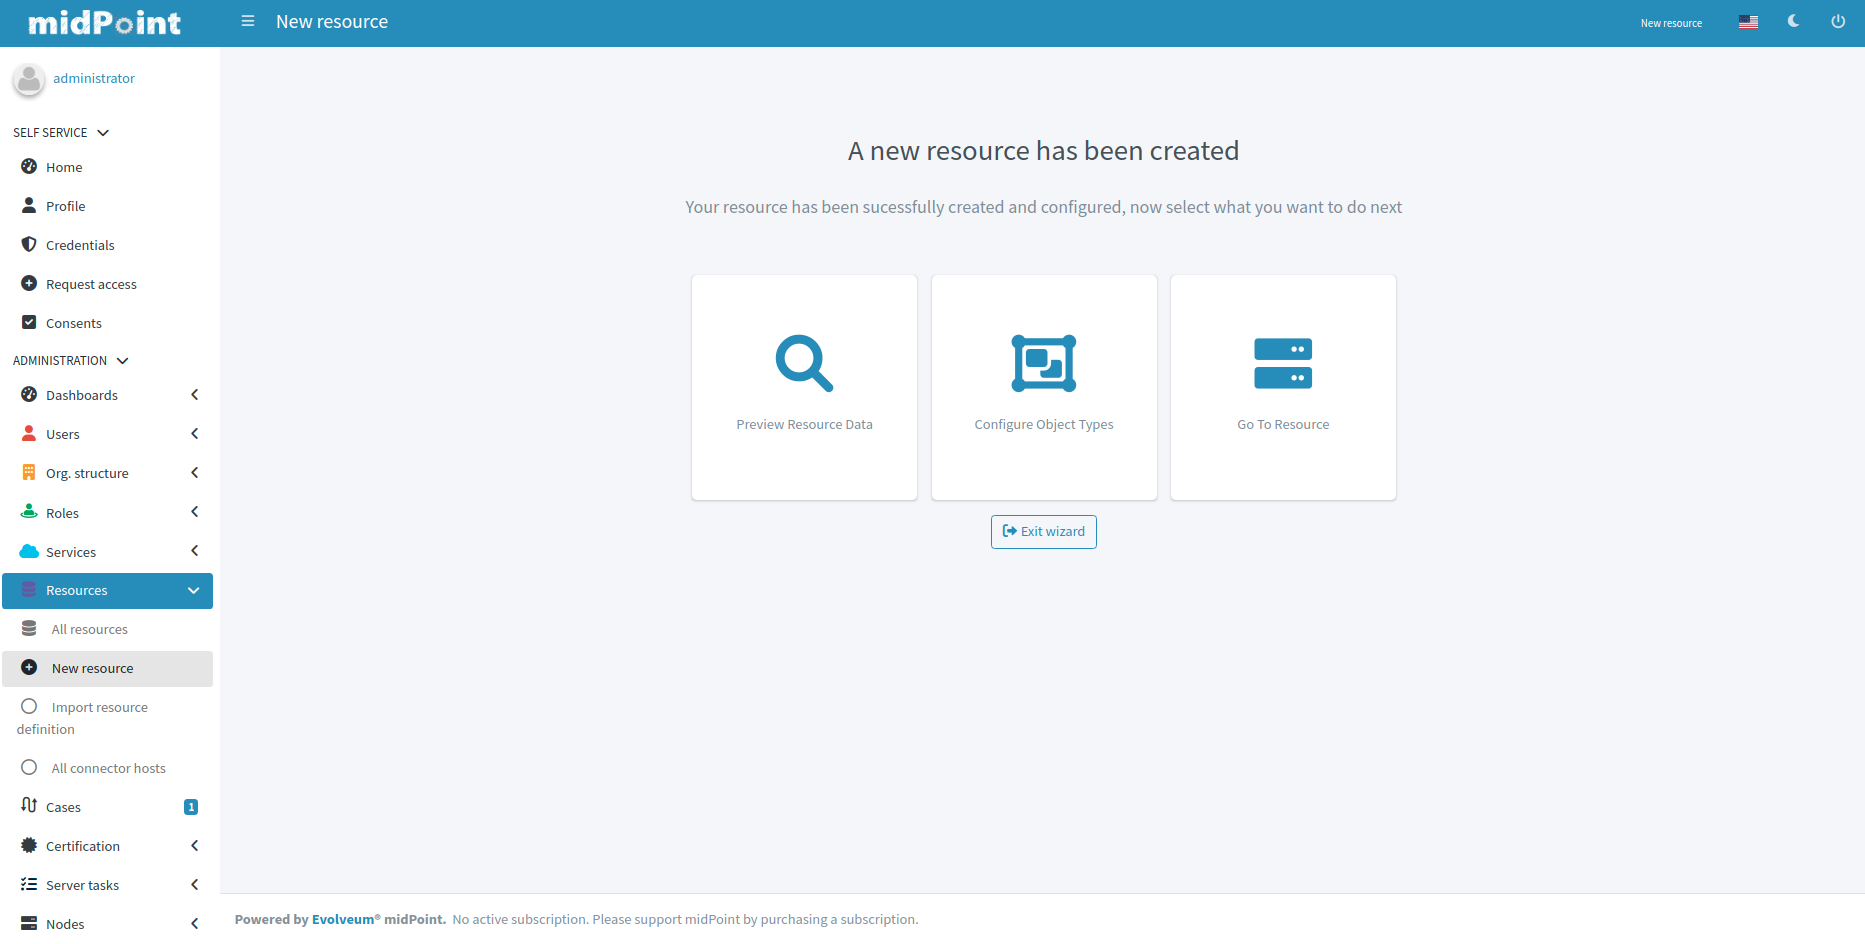 midPoint
New resource
New resource
administrator
SELF SERVICE
Home
Profile
Credentials
Request access
Consents
ADMINISTRATION
Dashboards
Users
Org. structure
Roles
Services
Resources
All resources
New resource
Import resource
definition
All connector hosts
Cases 1
Certification
Server tasks
Nodes
A new resource has been created
Your resource has been sucessfully created and configured, now select what you want to do next
Preview Resource Data
Configure Object Types
Go To Resource
Exit wizard
Powered by Evolveum® midPoint. No active subscription. Please support midPoint by purchasing a subscription.